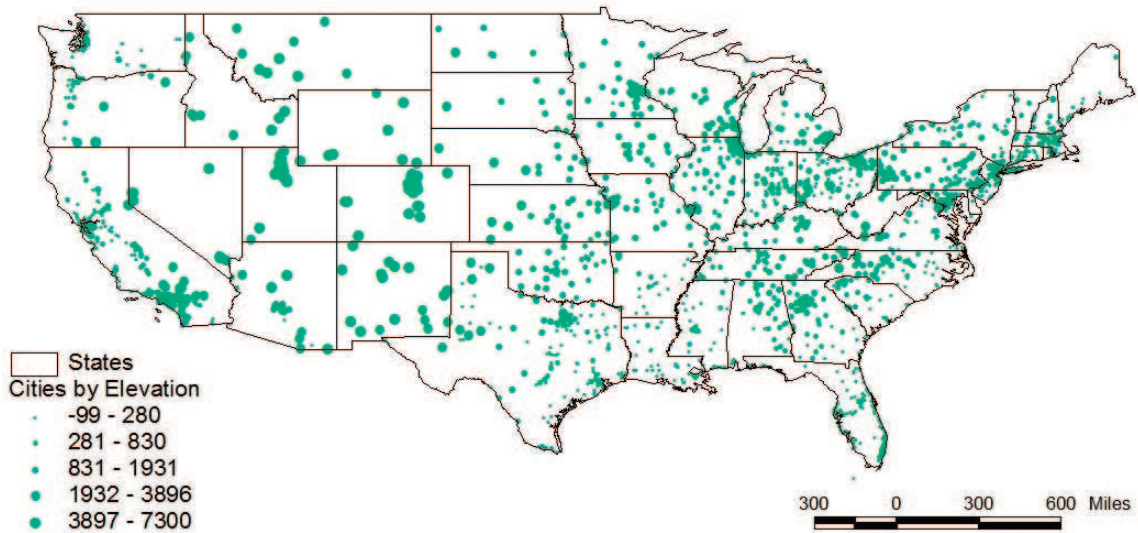 States
Cities by Elevation
-99 - 280
281 - 830
831 - 1931
1932 - 3896
3897 - 7300
300 0 300 600 Miles